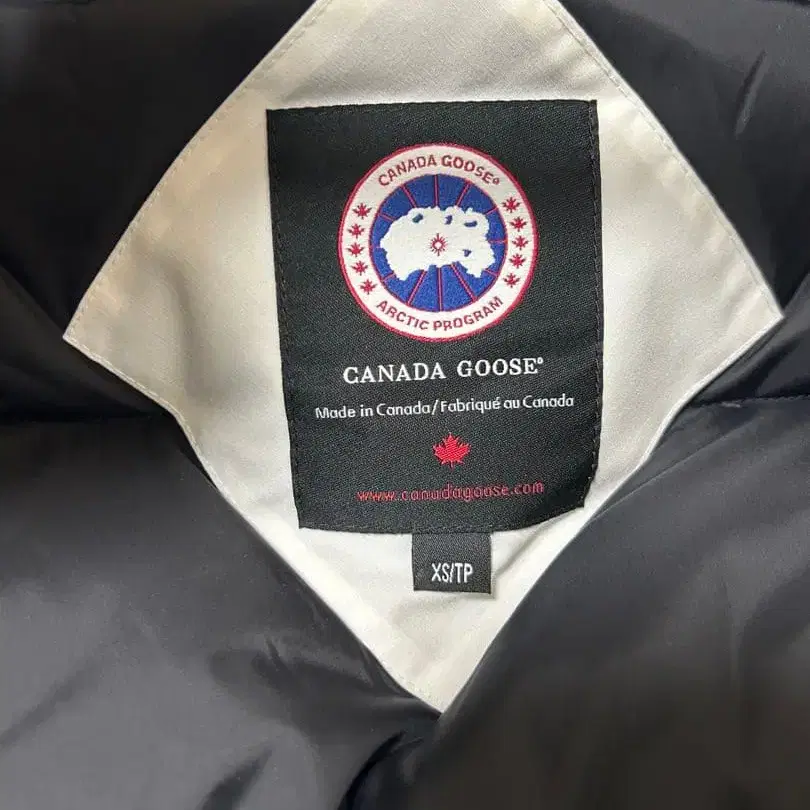 CANADA GOOSE®
ARCTIC PROGRAM
CANADA GOOSE®
Made in Canada/Fabriqué au Canada
www.canadagoose.com
XS/TP